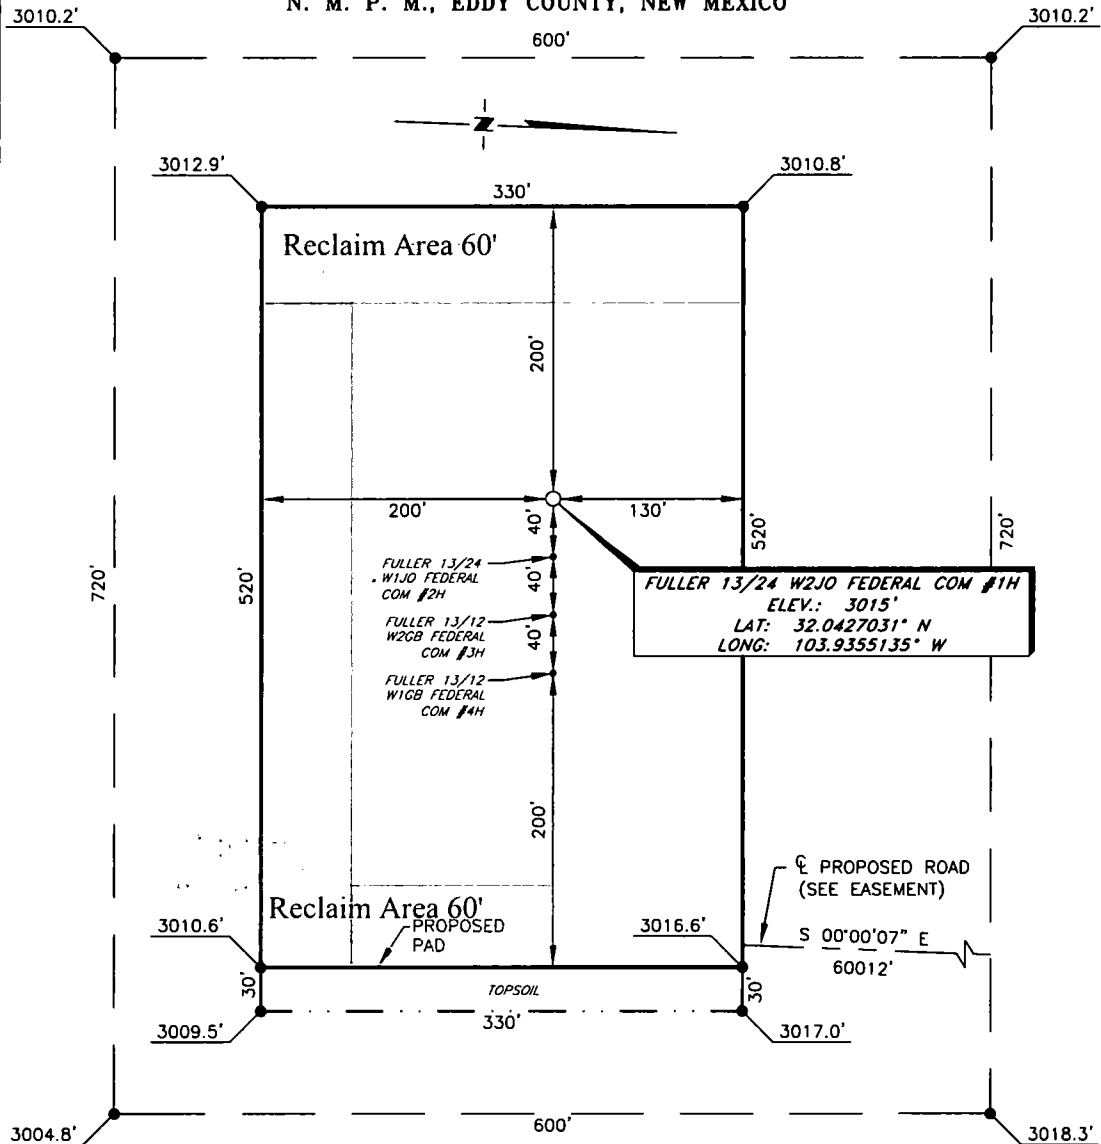 N. M. P. M., EDDY COUNTY, NEW MEXICO
3010.2'
3010.2'
600'
N
3012.9'
3010.8'
330'
Reclaim Area 60'
200'
200'
130'
40'
520'
720'
720'
520'
FULLER 13/24
W1JO FEDERAL
COM #2H
40'
FULLER 13/12
W2GB FEDERAL
COM #3H
40'
FULLER 13/12
W1GB FEDERAL
COM #4H
FULLER 13/24 W2JO FEDERAL COM #1H
ELEV.: 3015'
LAT: 32.0427031° N
LONG: 103.9355135° W
200'
℄ PROPOSED ROAD
(SEE EASEMENT)
S 00°00'07" E
60012'
Reclaim Area 60'
3010.6'
PROPOSED
PAD
3016.6'
30'
TOPSOIL
30'
330'
3009.5'
3017.0'
600'
3004.8'
3018.3'